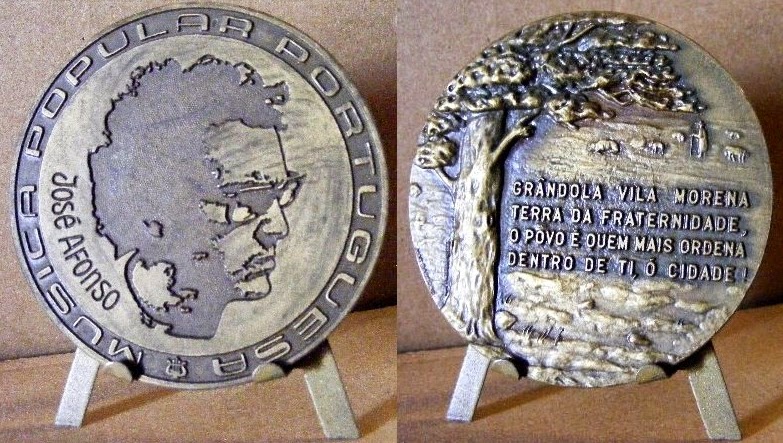 MUSICA POPULAR PORTUGUESA
José Afonso
GRÂNDOLA VILA MORENA
TERRA DA FRATERNIDADE,
O POVO É QUEM MAIS ORDENA
DENTRO DE TI, Ó CIDADE!